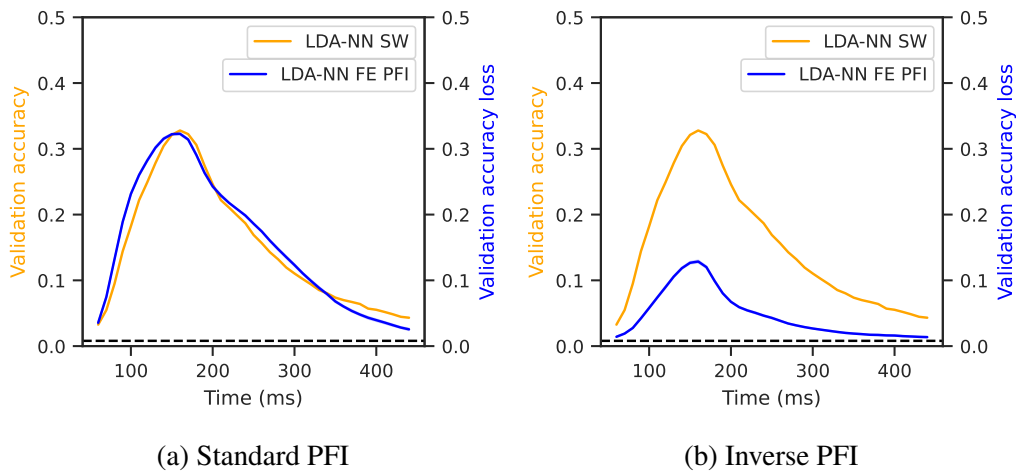 0.5
0.4
0.3
0.2
0.1
0.0
Validation accuracy
100
200
300
400
Time (ms)
0.5
0.4
0.3
0.2
0.1
0.0
Validation accuracy loss
LDA-NN SW
LDA-NN FE PFI
(a) Standard PFI
0.5
0.4
0.3
0.2
0.1
0.0
Validation accuracy
100
200
300
400
Time (ms)
0.5
0.4
0.3
0.2
0.1
0.0
Validation accuracy loss
LDA-NN SW
LDA-NN FE PFI
(b) Inverse PFI